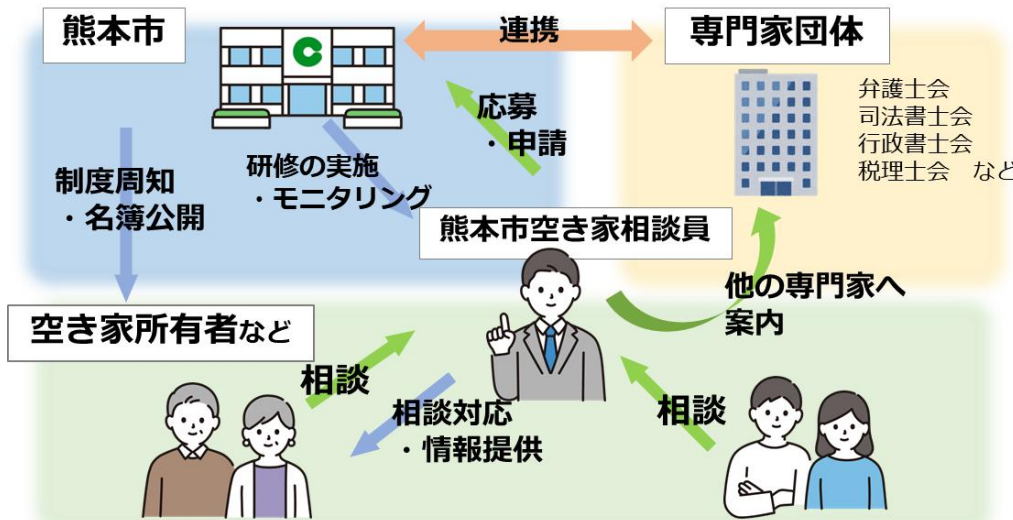 熊本市
連携
専門家団体
弁護士会
司法書士会
行政書士会
税理士会　など
応募
・申請
研修の実施
・モニタリング
制度周知
・名簿公開
熊本市空き家相談員
他の専門家へ
案内
空き家所有者など
相談
相談対応
・情報提供
相談